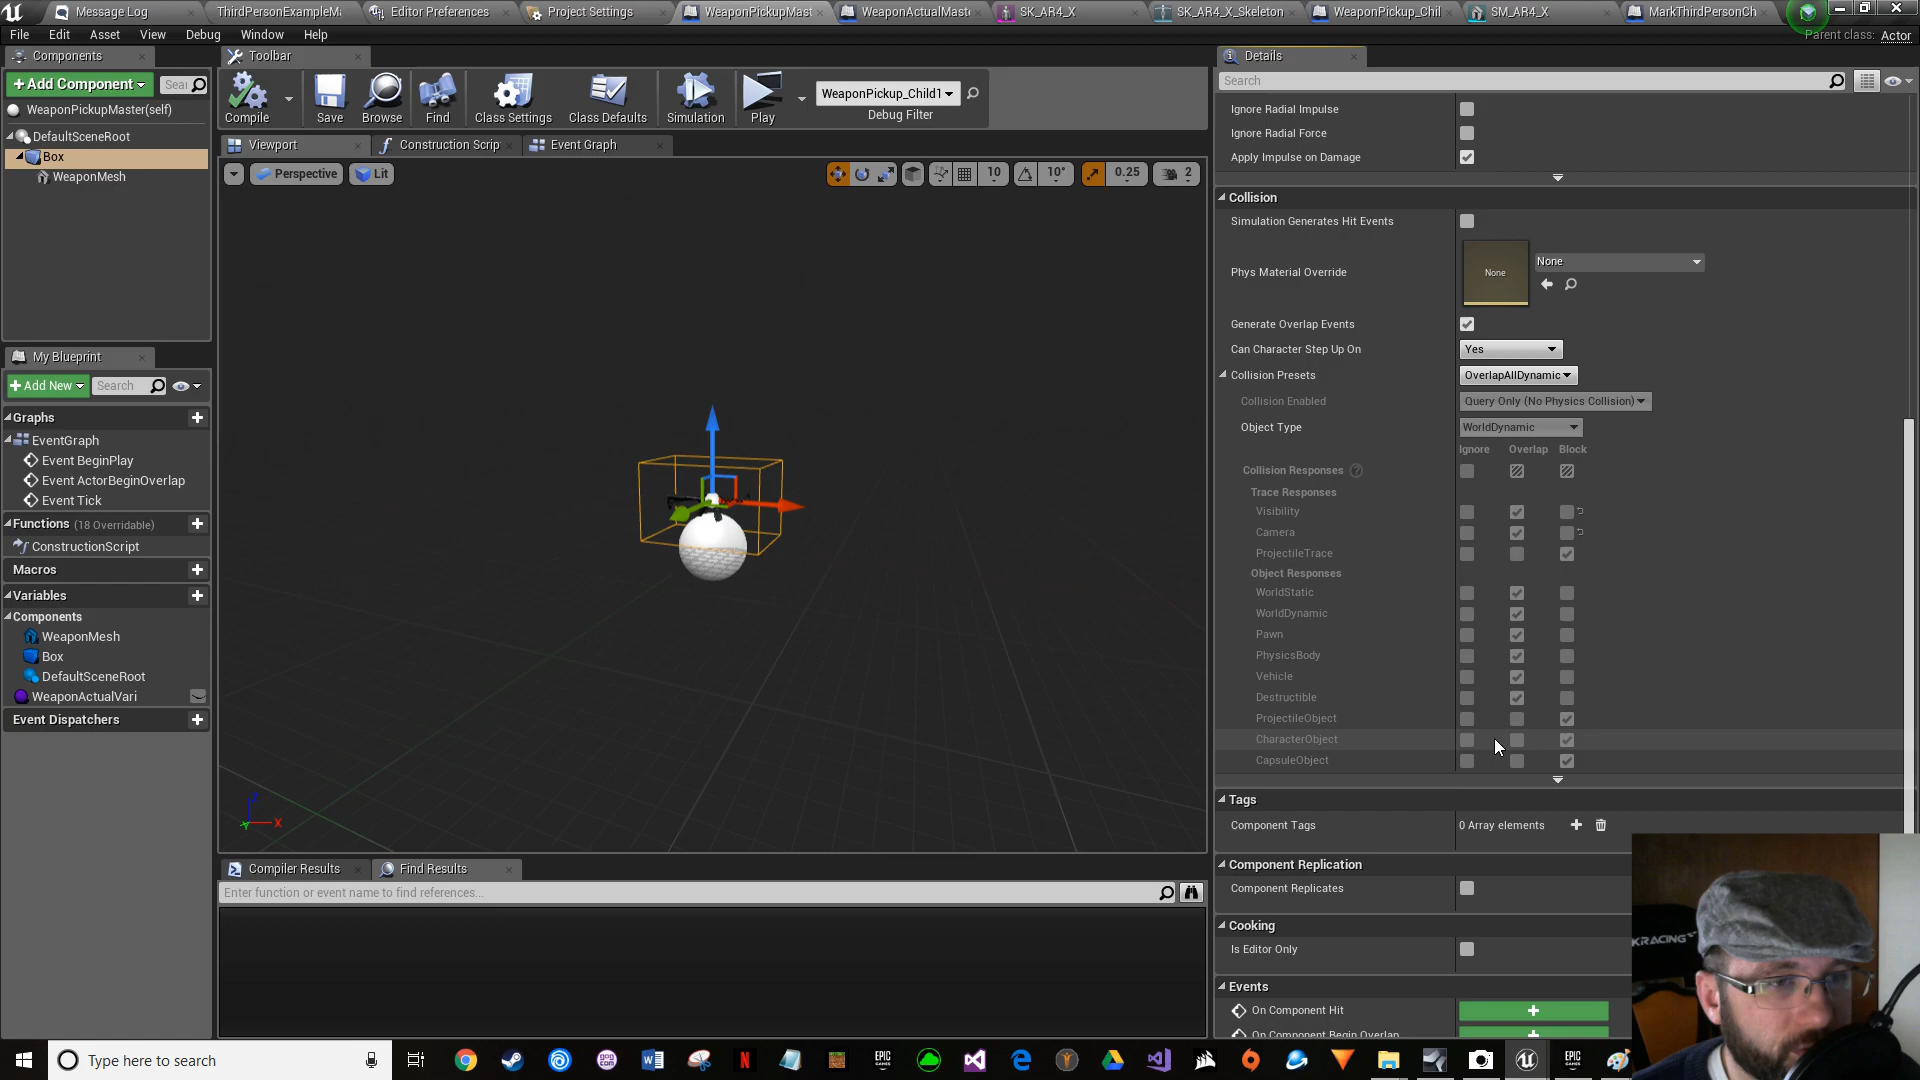 Message Log
ThirdPersonExampleM
Editor Preferences
Project Settings
WeaponPickupMast
WeaponActualMast
SK_AR4_X
SK_AR4_X_Skeleton
WeaponPickup_Chil
SM_AR4_X
MarkThirdPersonCh
File Edit Asset View Debug Window Help
Parent class: Actor
Components
+ Add Component
Sea
WeaponPickupMaster(self)
DefaultSceneRoot
Box
WeaponMesh
My Blueprint
+ Add New
Search
Graphs
EventGraph
Event BeginPlay
Event ActorBeginOverlap
Event Tick
Functions (18 Overridable)
ConstructionScript
Macros
Variables
Components
WeaponMesh
Box
DefaultSceneRoot
WeaponActualVari
Event Dispatchers
Toolbar
Compile
Save
Browse
Find
Class Settings
Class Defaults
Simulation
Play
WeaponPickup_Child1
Debug Filter
Viewport
Construction Scrip
Event Graph
Perspective
Lit
10
10°
0.25
2
Z
X
Y
Compiler Results
Find Results
Enter function or event name to find references...
Details
Search
Ignore Radial Impulse
Ignore Radial Force
Apply Impulse on Damage
Collision
Simulation Generates Hit Events
Phys Material Override
None
None
Generate Overlap Events
Can Character Step Up On
Yes
Collision Presets
OverlapAllDynamic
Collision Enabled
Query Only (No Physics Collision)
Object Type
WorldDynamic
Ignore Overlap Block
Collision Responses ?
Trace Responses
Visibility
Camera
ProjectileTrace
Object Responses
WorldStatic
WorldDynamic
Pawn
PhysicsBody
Vehicle
Destructible
ProjectileObject
CharacterObject
CapsuleObject
Tags
Component Tags
0 Array elements
Component Replication
Component Replicates
Cooking
Is Editor Only
Events
On Component Hit
On Component Begin Overlap
KRACING
Type here to search